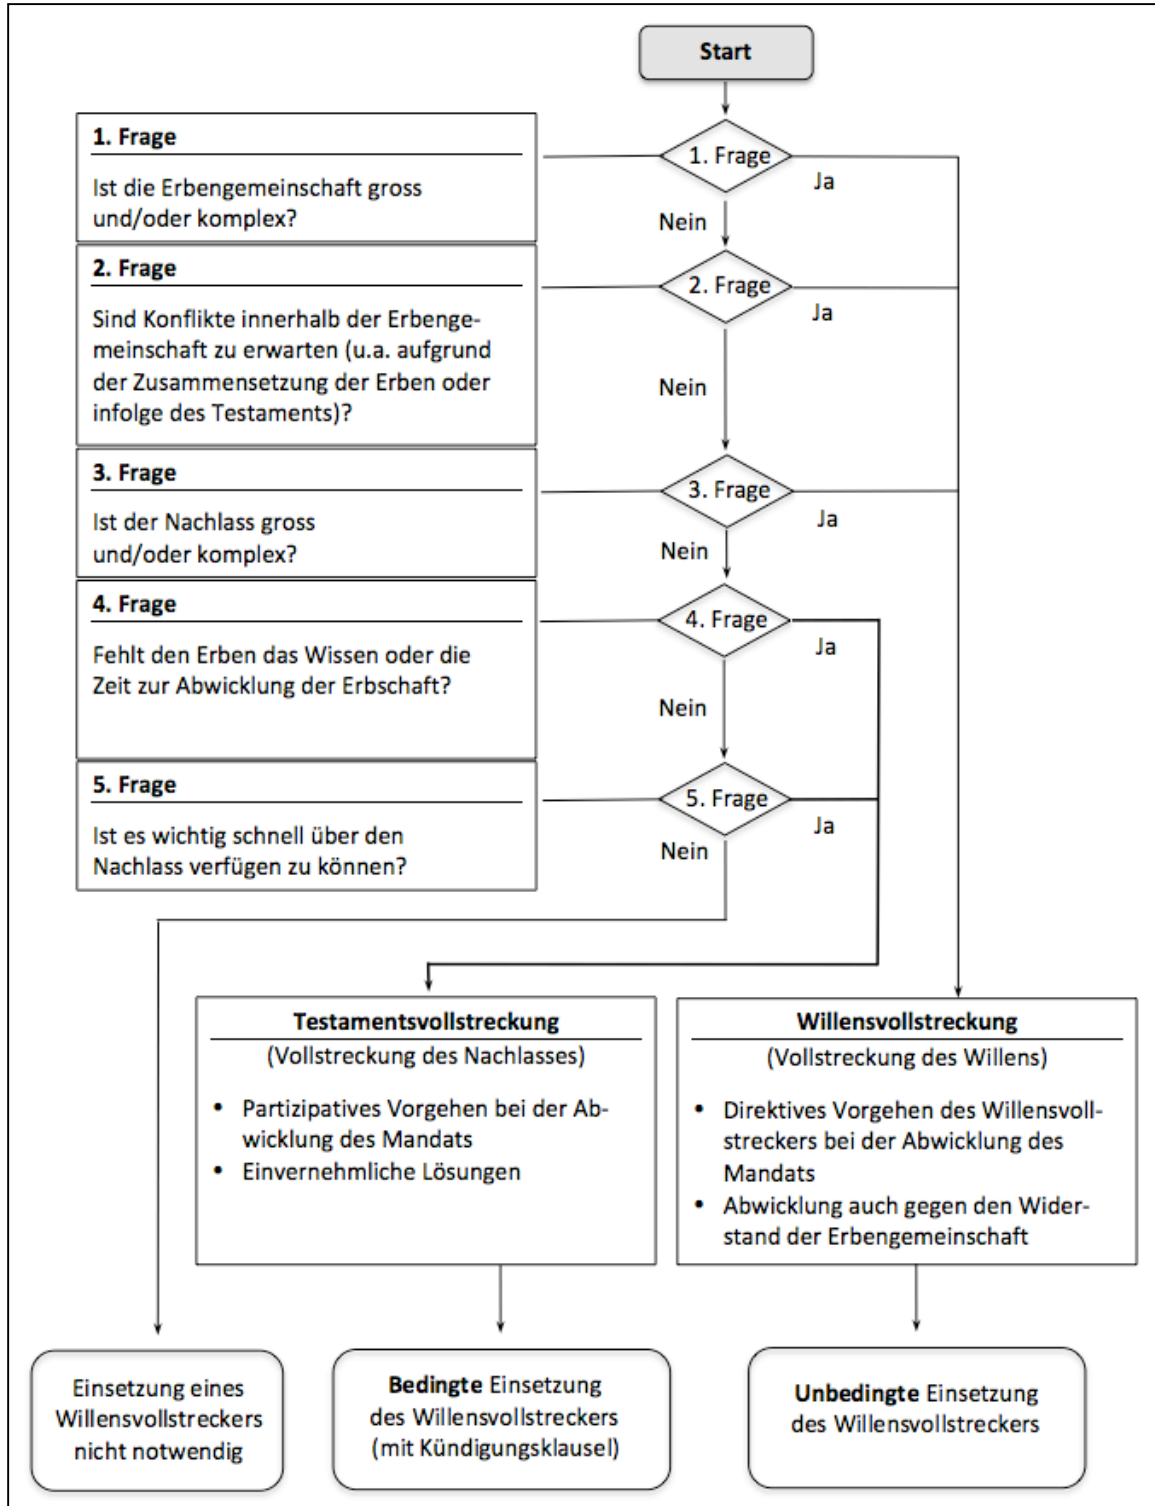 Start
1. Frage
Ist die Erbengemeinschaft gross
und/oder komplex?
1. Frage
Ja
Nein
2. Frage
Sind Konflikte innerhalb der Erbenge-
meinschaft zu erwarten (u.a. aufgrund
der Zusammensetzung der Erben oder
infolge des Testaments)?
2. Frage
Ja
Nein
3. Frage
Ist der Nachlass gross
und/oder komplex?
3. Frage
Ja
Nein
4. Frage
Fehlt den Erben das Wissen oder die
Zeit zur Abwicklung der Erbschaft?
4. Frage
Ja
Nein
5. Frage
Ist es wichtig schnell über den
Nachlass verfügen zu können?
5. Frage
Ja
Nein
Testamentsvollstreckung
(Vollstreckung des Nachlasses)
• Partizipatives Vorgehen bei der Ab-
wicklung des Mandats
• Einvernehmliche Lösungen
Willensvollstreckung
(Vollstreckung des Willens)
• Direktives Vorgehen des Willensvoll-
streckers bei der Abwicklung des
Mandats
• Abwicklung auch gegen den Wider-
stand der Erbengemeinschaft
Einsetzung eines
Willensvollstreckers
nicht notwendig
Bedingte Einsetzung
des Willensvollstreckers
(mit Kündigungsklausel)
Unbedingte Einsetzung
des Willensvollstreckers